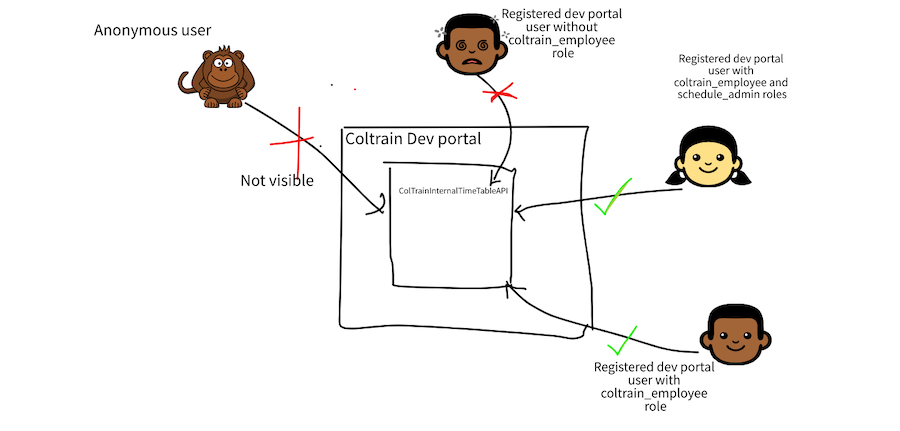 Anonymous user
Registered dev portal
user without
coltrain_employee
role
Registered dev portal
user with
coltrain_employee and
schedule_admin roles
Coltrain Dev portal
Not visible
ColTrainInternalTimeTableAPI
Registered dev portal
user with
coltrain_employee
role